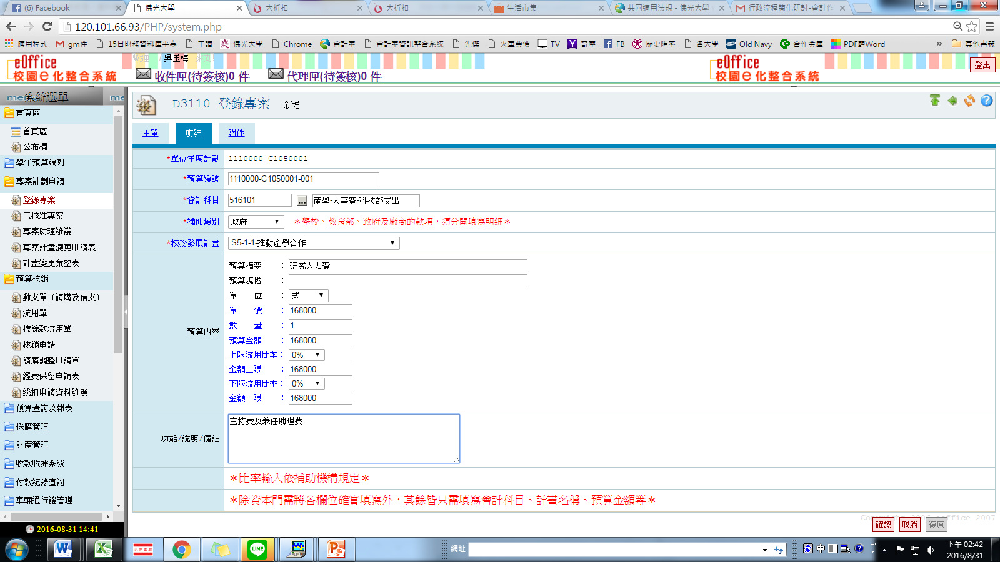 (6) Facebook
佛光大學
大折扣
大折扣
生活市集
共同適用法規 - 佛光大學
行政流程簡化研討-會計作
120.101.66.93/PHP/system.php
應用程式
gm件
15日財務資料庫平臺
工讀
佛光大學
Chrome
會計室
會計室資訊整合系統
先傑
火車票價
TV
奇摩
FB
歷史匯率
各大學
Old Navy
合作金庫
PDF轉Word
»
其他書籤
eOffice
校園e化整合系統
歡迎 / 吳玉梅 來到
收件匣(待簽核)0 件
代理匣(待簽核)0 件
eOffice
校園e化整合系統
登出
系統選單
首頁區
首頁區
公布欄
學年預算編列
專案計劃申請
登錄專案
已核准專案
專案助理維護
專案計畫變更申請表
計畫變更彙整表
預算核銷
動支單〔請購及借支〕
流用單
標餘款流用單
核銷申請
請購調整申請單
經費保留申請表
統扣申請資料維護
預算查詢及報表
採購管理
財產管理
收款收據系統
付款紀錄查詢
車輛通行證管理
2016-08-31 14:41
D3110 登錄專案 新增
主單
明細
附件
*單位年度計劃 1110000-C1050001
*預算編號 1110000-C1050001-001
*會計科目 516101 ... 產學-人事費-科技部支出
*補助類別 政府 ＊學校、教育部、政府及廠商的款項，須分開填寫明細＊
*校務發展計畫 S5-1-1-推動產學合作
預算內容
預算摘要 ： 研究人力費
預算規格 ：
單 位 ： 式
單 價 ： 168000
數 量 ： 1
預算金額 ： 168000
上限流用比率： 0%
金額上限 ： 168000
下限流用比率： 0%
金額下限 ： 168000
功能/說明/備註 主持費及兼任助理費
＊比率輸入依補助機構規定＊
＊除資本門需將各欄位確實填寫外，其餘皆只需填寫會計科目、計畫名稱、預算金額等＊
確認
取消
復原
網址
中
下午 02:42
2016/8/31